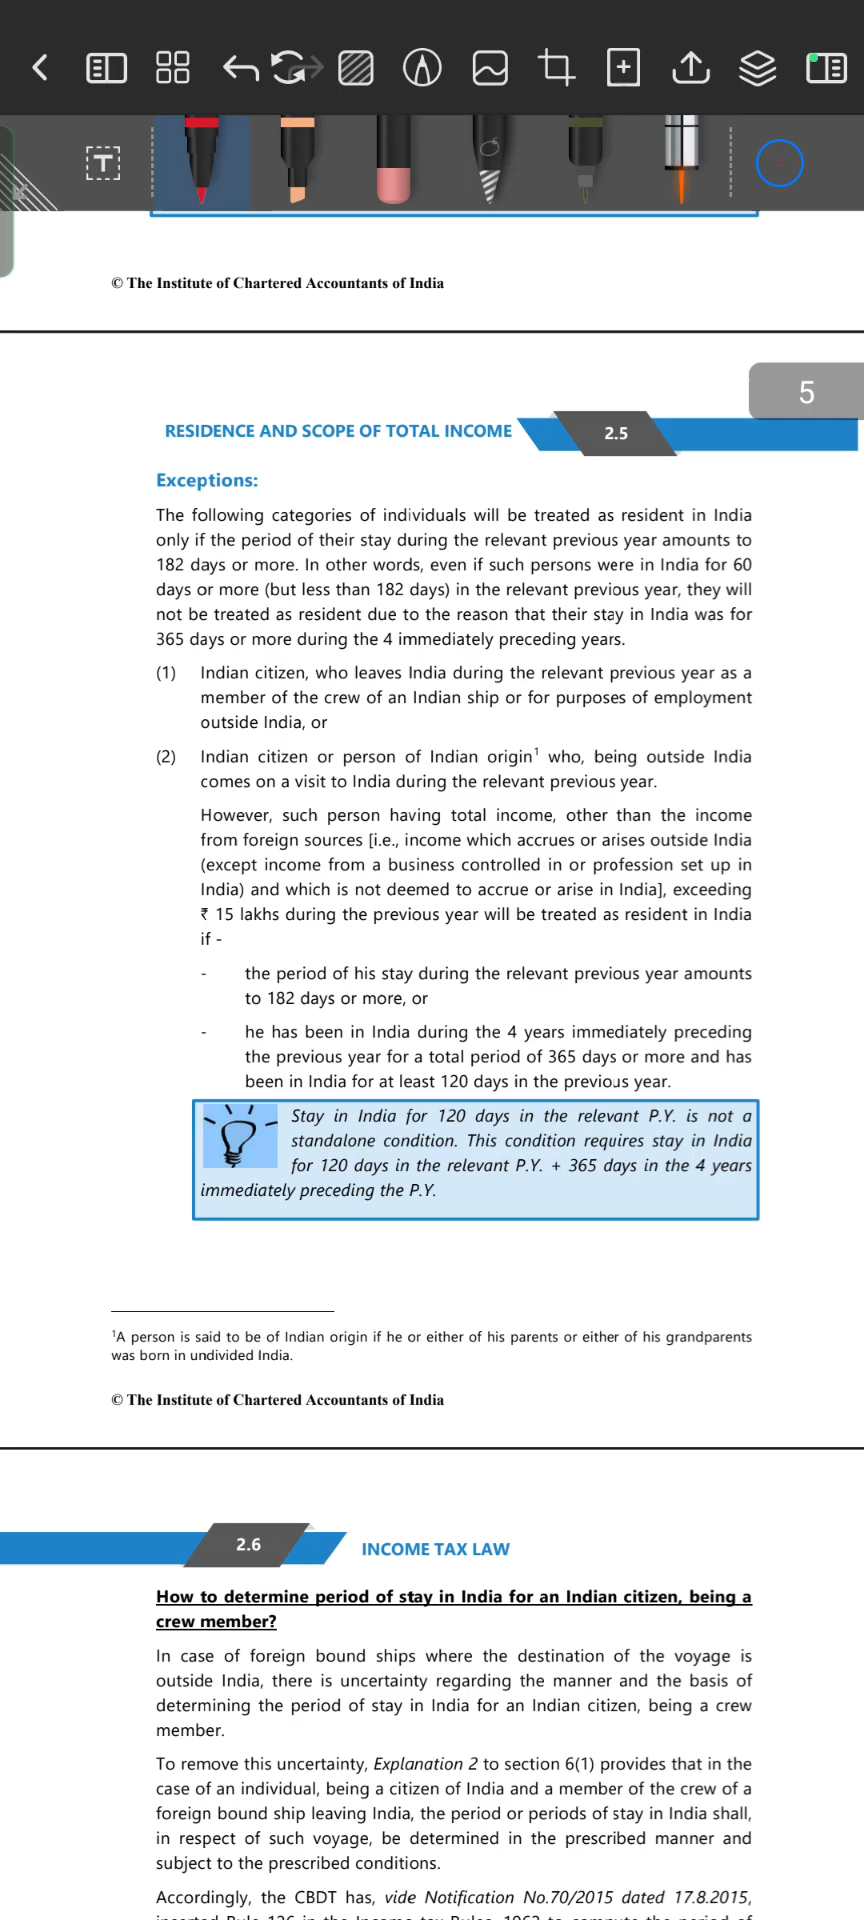 T
© The Institute of Chartered Accountants of India
5
RESIDENCE AND SCOPE OF TOTAL INCOME 2.5
Exceptions:
The following categories of individuals will be treated as resident in India
only if the period of their stay during the relevant previous year amounts to
182 days or more. In other words, even if such persons were in India for 60
days or more (but less than 182 days) in the relevant previous year, they will
not be treated as resident due to the reason that their stay in India was for
365 days or more during the 4 immediately preceding years.
(1) Indian citizen, who leaves India during the relevant previous year as a
member of the crew of an Indian ship or for purposes of employment
outside India, or
(2) Indian citizen or person of Indian origin¹ who, being outside India
comes on a visit to India during the relevant previous year.
However, such person having total income, other than the income
from foreign sources [i.e., income which accrues or arises outside India
(except income from a business controlled in or profession set up in
India) and which is not deemed to accrue or arise in India], exceeding
₹ 15 lakhs during the previous year will be treated as resident in India
if -
- the period of his stay during the relevant previous year amounts
to 182 days or more, or
- he has been in India during the 4 years immediately preceding
the previous year for a total period of 365 days or more and has
been in India for at least 120 days in the previous year.
Stay in India for 120 days in the relevant P.Y. is not a
standalone condition. This condition requires stay in India
for 120 days in the relevant P.Y. + 365 days in the 4 years
immediately preceding the P.Y.
¹A person is said to be of Indian origin if he or either of his parents or either of his grandparents
was born in undivided India.
© The Institute of Chartered Accountants of India
2.6 INCOME TAX LAW
How to determine period of stay in India for an Indian citizen, being a
crew member?
In case of foreign bound ships where the destination of the voyage is
outside India, there is uncertainty regarding the manner and the basis of
determining the period of stay in India for an Indian citizen, being a crew
member.
To remove this uncertainty, Explanation 2 to section 6(1) provides that in the
case of an individual, being a citizen of India and a member of the crew of a
foreign bound ship leaving India, the period or periods of stay in India shall,
in respect of such voyage, be determined in the prescribed manner and
subject to the prescribed conditions.
Accordingly, the CBDT has, vide Notification No.70/2015 dated 17.8.2015,